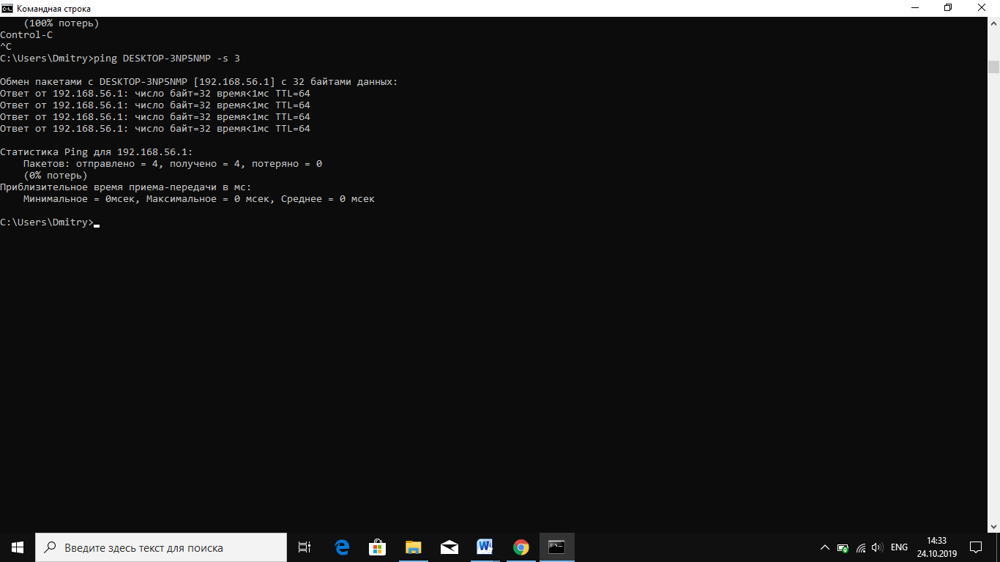 Командная строка
(100% потерь)
Control-C
^C
C:\Users\Dmitry>ping DESKTOP-3NP5NMP -s 3
Обмен пакетами с DESKTOP-3NP5NMP [192.168.56.1] с 32 байтами данных:
Ответ от 192.168.56.1: число байт=32 время<1мс TTL=64
Ответ от 192.168.56.1: число байт=32 время<1мс TTL=64
Ответ от 192.168.56.1: число байт=32 время<1мс TTL=64
Ответ от 192.168.56.1: число байт=32 время<1мс TTL=64
Статистика Ping для 192.168.56.1:
Пакетов: отправлено = 4, получено = 4, потеряно = 0
(0% потерь)
Приблизительное время приема-передачи в мс:
Минимальное = 0мсек, Максимальное = 0 мсек, Среднее = 0 мсек
C:\Users\Dmitry>
Введите здесь текст для поиска
ENG
14:33
24.10.2019